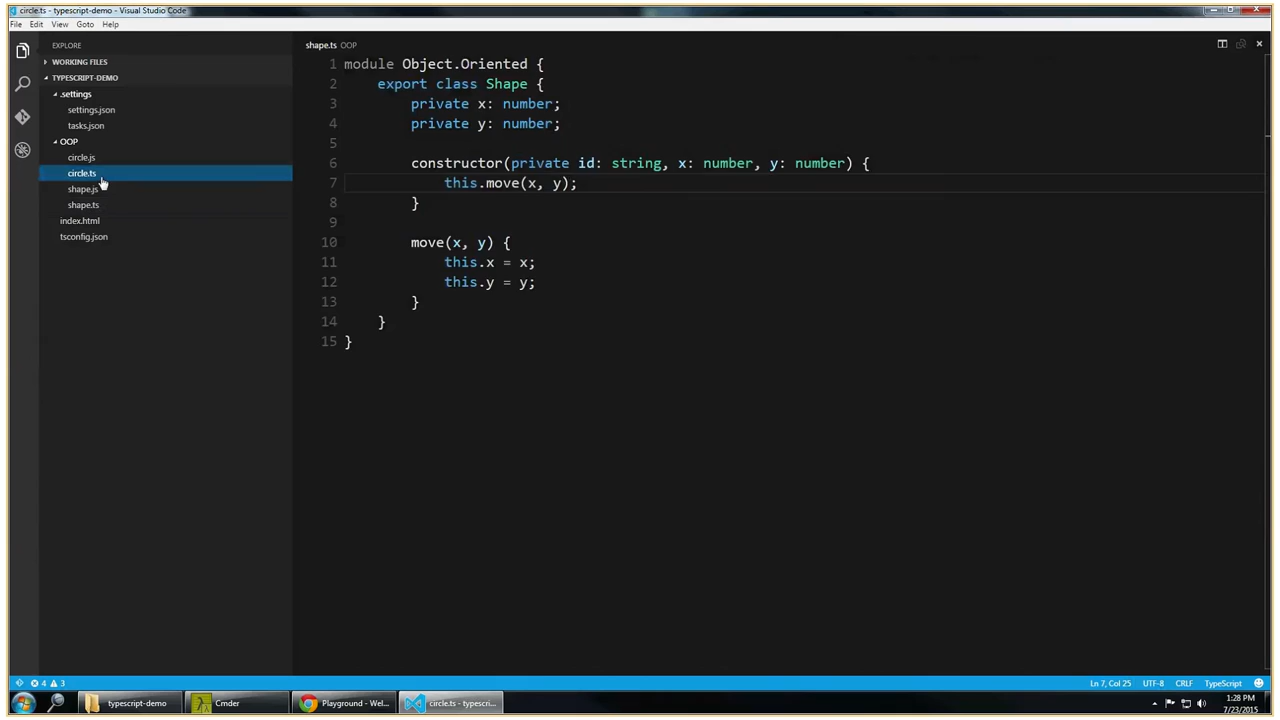 circle.ts - typescript-demo - Visual Studio Code
File Edit View Goto Help
EXPLORE
WORKING FILES
TYPESCRIPT-DEMO
.settings
settings.json
tasks.json
OOP
circle.js
circle.ts
shape.js
shape.ts
index.html
tsconfig.json
shape.ts OOP
1 module Object.Oriented {
2 export class Shape {
3 private x: number;
4 private y: number;
5
6 constructor(private id: string, x: number, y: number) {
7 this.move(x, y);
8 }
9
10 move(x, y) {
11 this.x = x;
12 this.y = y;
13 }
14 }
15 }
4 3
Ln 7, Col 25 UTF-8 CRLF TypeScript
typescript-demo
Cmder
Playground - Wel...
circle.ts - typescri...
1:28 PM
7/23/2015